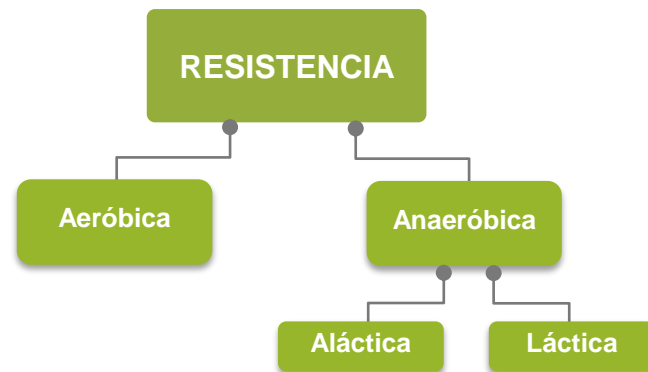 RESISTENCIA
Aeróbica
Anaeróbica
Aláctica
Láctica